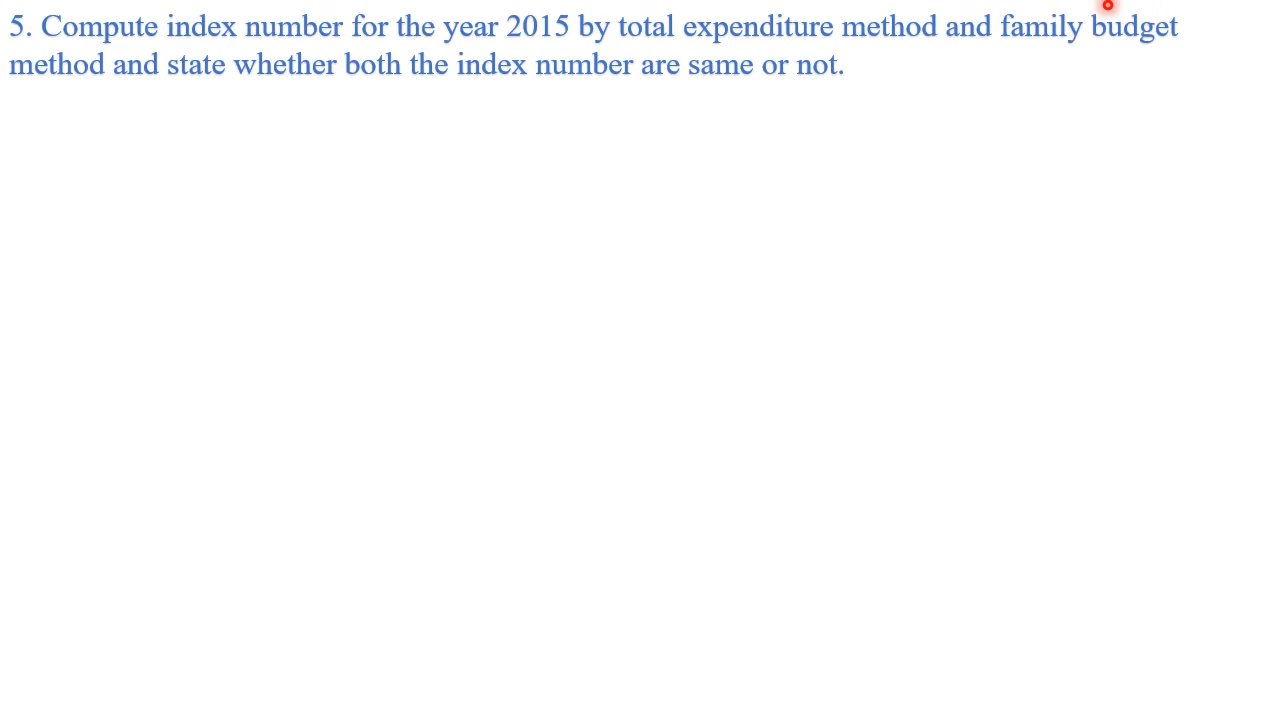 5. Compute index number for the year 2015 by total expenditure method and family budget
method and state whether both the index number are same or not.